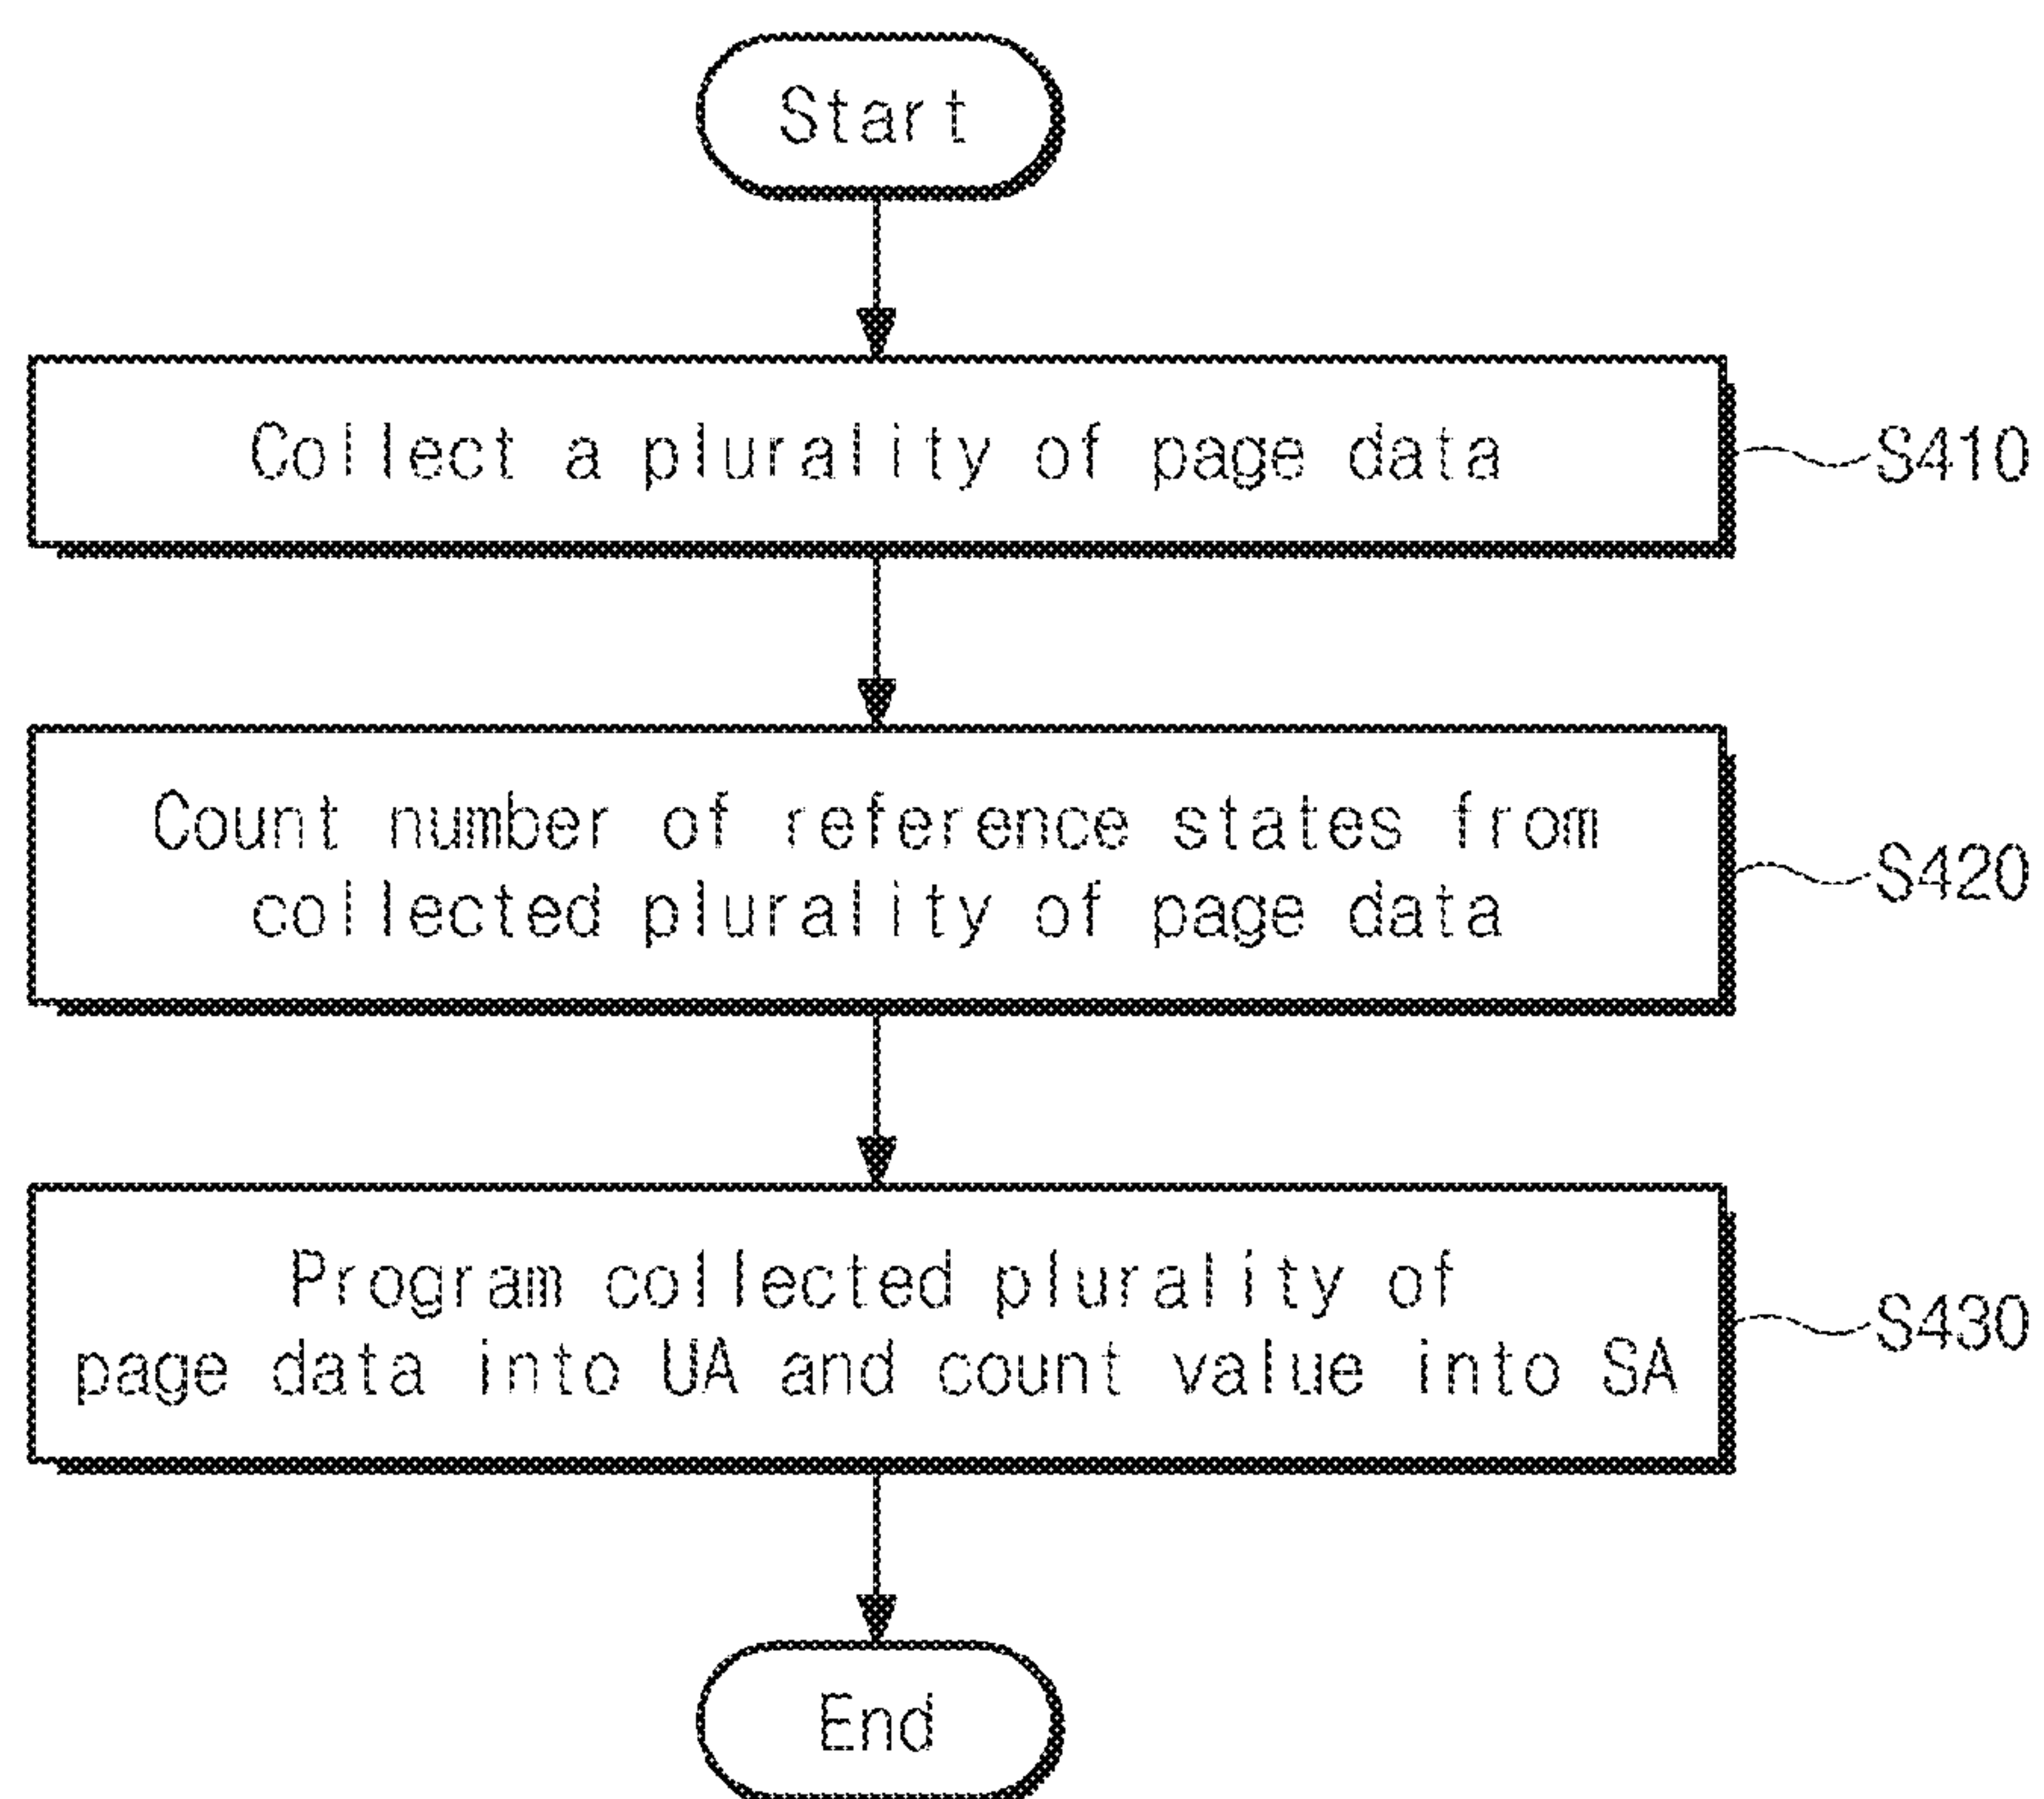 Start
Collect a plurality of page data
S410
Count number of reference states from
collected plurality of page data
S420
Program collected plurality of
page data into UA and count value into SA
S430
End